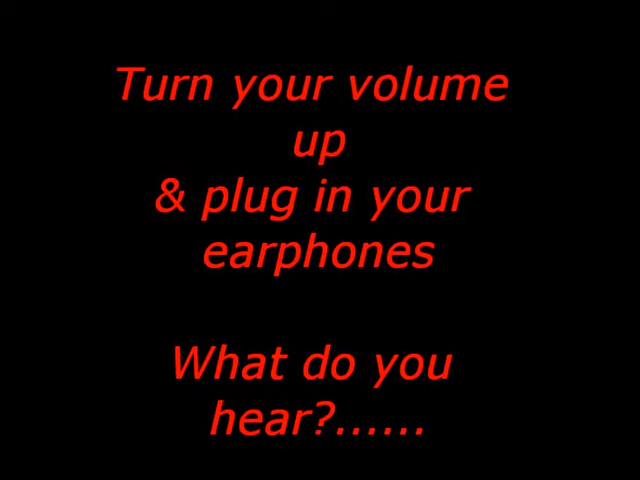 Turn your volume
up
& plug in your
earphones
What do you
hear?......